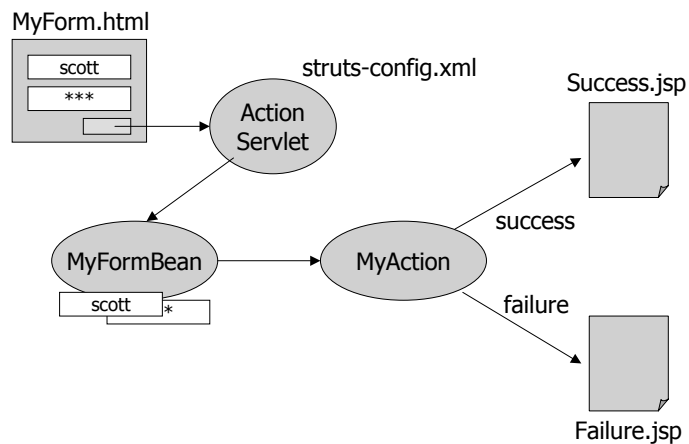 MyForm.html
scott
***
struts-config.xml
Action
Servlet
Success.jsp
success
MyFormBean
MyAction
scott
*
failure
Failure.jsp